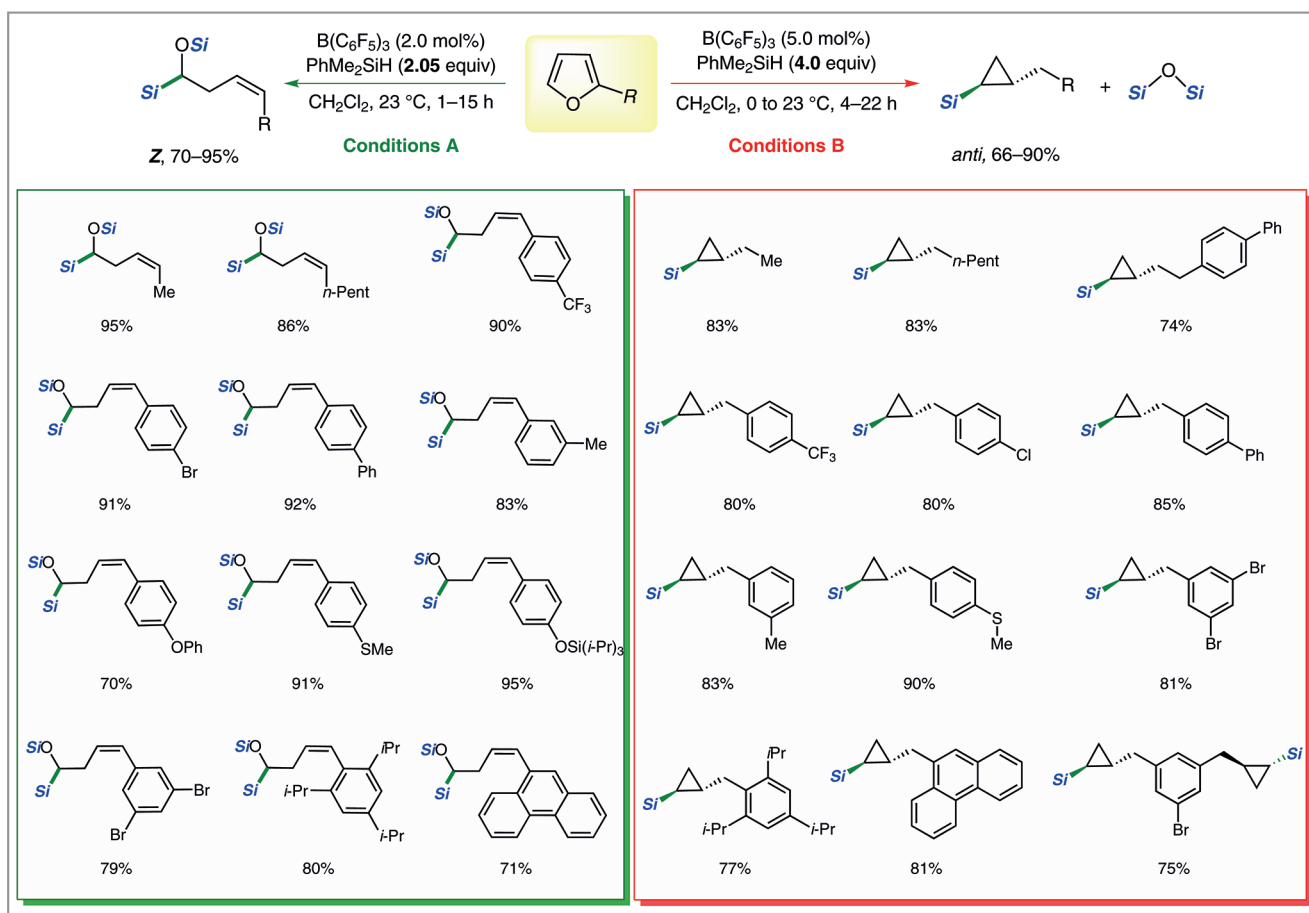 OSi
Si
R
Z, 70–95%
B(C6F5)3 (2.0 mol%)
PhMe2SiH (2.05 equiv)
CH2Cl2, 23 °C, 1–15 h
Conditions A
O
R
B(C6F5)3 (5.0 mol%)
PhMe2SiH (4.0 equiv)
CH2Cl2, 0 to 23 °C, 4–22 h
Conditions B
Si
R
+
Si O Si
anti, 66–90%
OSi
Si
Me
95%
OSi
Si
n-Pent
86%
SiO
Si
CF3
90%
SiO
Si
Br
91%
SiO
Si
Ph
92%
SiO
Si
Me
83%
SiO
Si
OPh
70%
SiO
Si
SMe
91%
SiO
Si
OSi(i-Pr)3
95%
SiO
Si
Br
Br
79%
SiO
Si
iPr
i-Pr
i-Pr
80%
SiO
Si
71%
Si
Me
83%
Si
n-Pent
83%
Si
Ph
74%
Si
CF3
80%
Si
Cl
80%
Si
Ph
85%
Si
Me
83%
Si
S
Me
90%
Si
Br
Br
81%
Si
iPr
i-Pr
i-Pr
77%
Si
81%
Si
Si
Br
75%